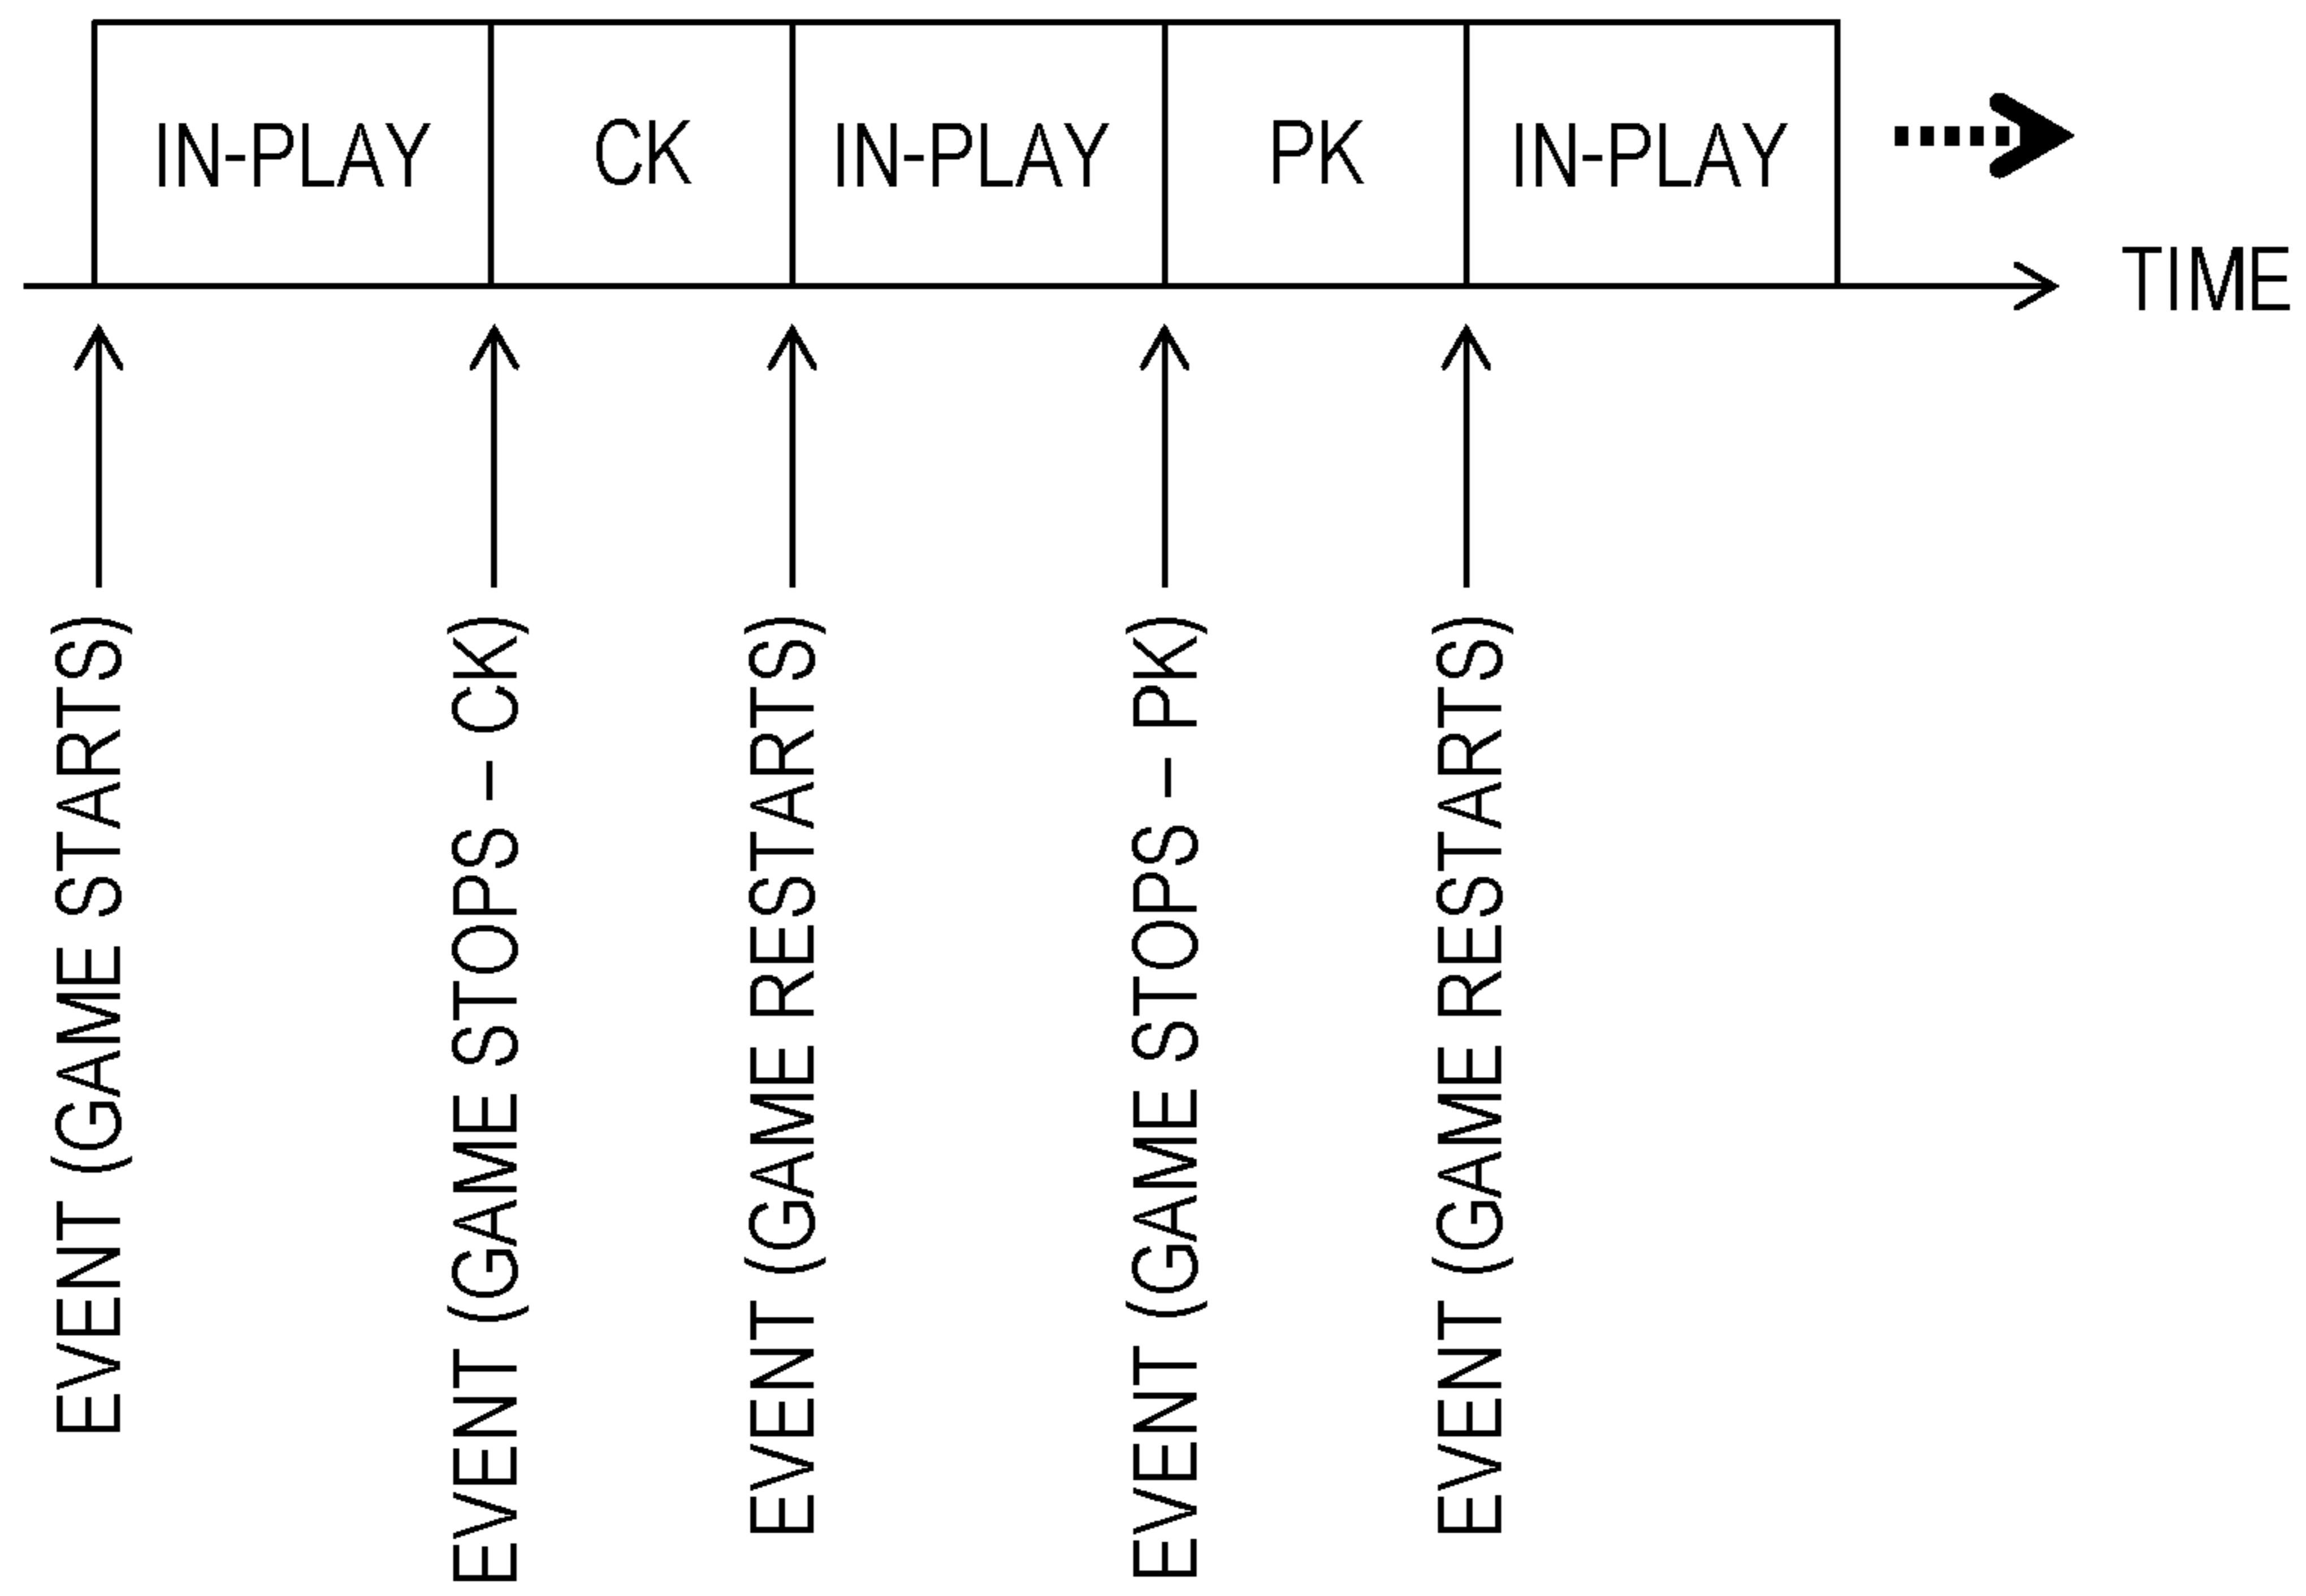 IN-PLAY
CK
IN-PLAY
PK
IN-PLAY
TIME
EVENT (GAME STARTS)
EVENT (GAME STOPS – CK)
EVENT (GAME RESTARTS)
EVENT (GAME STOPS – PK)
EVENT (GAME RESTARTS)